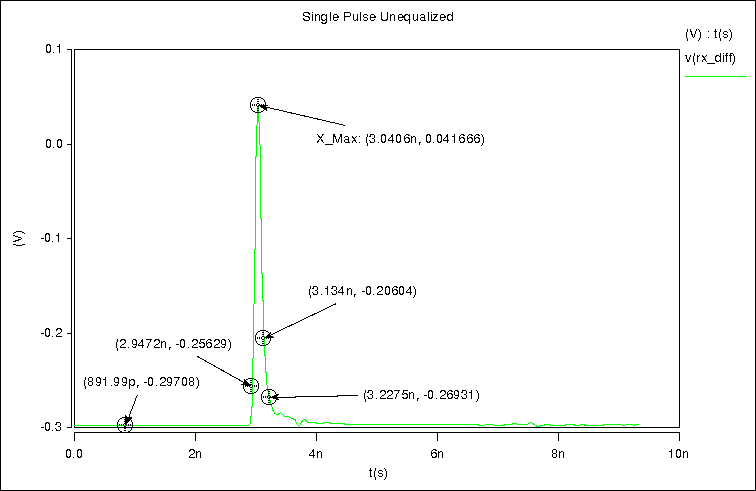 Single Pulse Unequalized
(V) : t(s)
v(rx_diff)
0.1
X_Max: (3.0406n, 0.041666)
0.0
(V)
-0.1
(3.134n, -0.20604)
-0.2
(2.9472n, -0.25629)
(891.99p, -0.29708)
(3.2275n, -0.26931)
-0.3
0.0 2n 4n 6n 8n 10n
t(s)